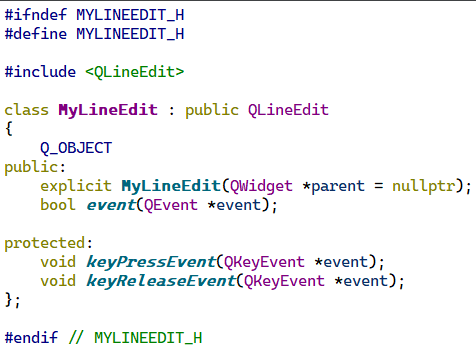 #ifndef MYLINEEDIT_H
#define MYLINEEDIT_H
#include <QLineEdit>
class MyLineEdit : public QLineEdit
{
    Q_OBJECT
public:
    explicit MyLineEdit(QWidget *parent = nullptr);
    bool event(QEvent *event);
protected:
    void keyPressEvent(QKeyEvent *event);
    void keyReleaseEvent(QKeyEvent *event);
};
#endif // MYLINEEDIT_H